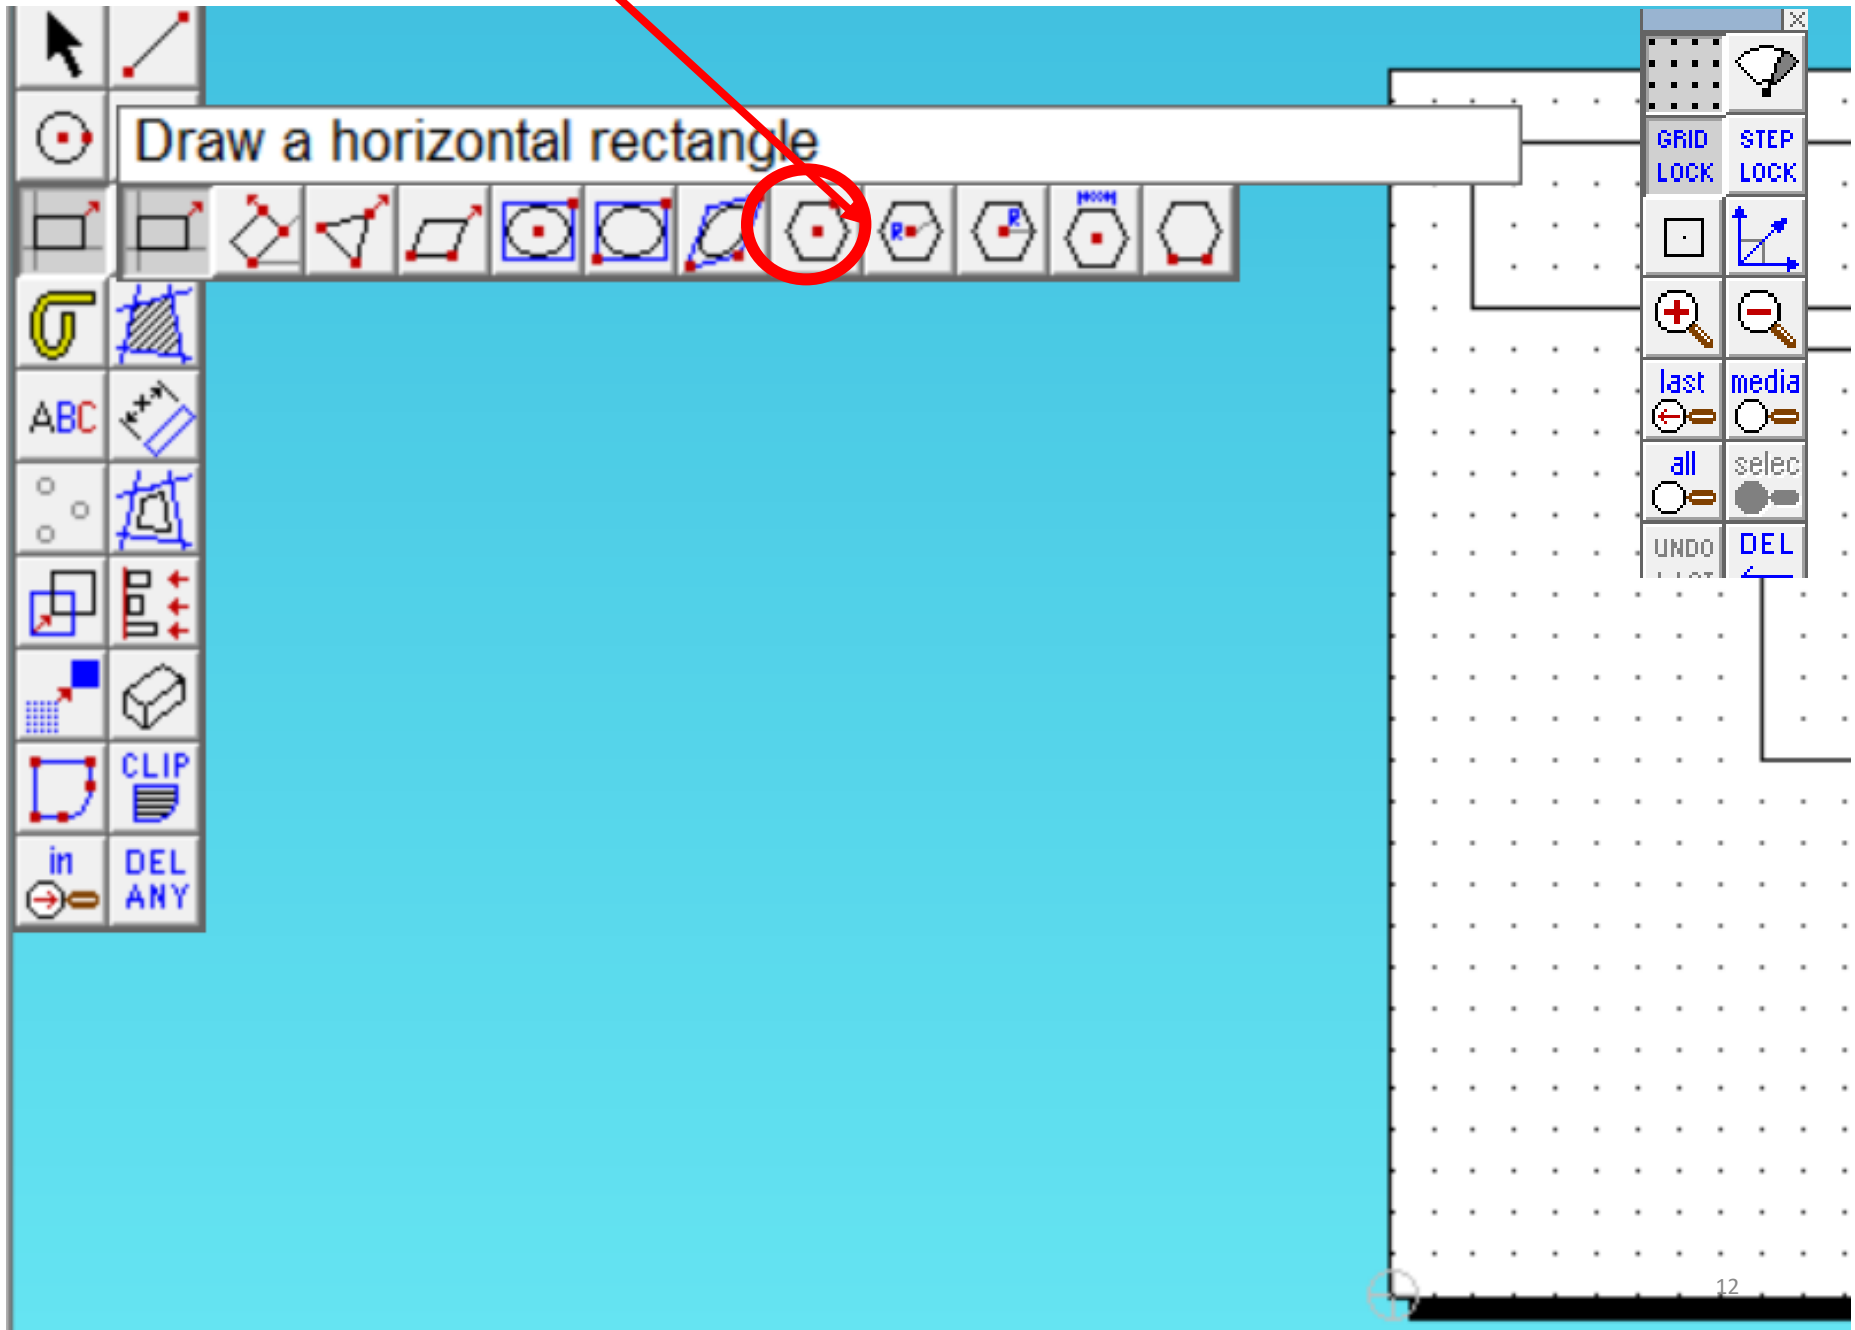 Draw a horizontal rectangle
R
R
ABC
CLIP
in
DEL
ANY
GRID
LOCK
STEP
LOCK
last
media
all
selec
UNDO
DEL
12